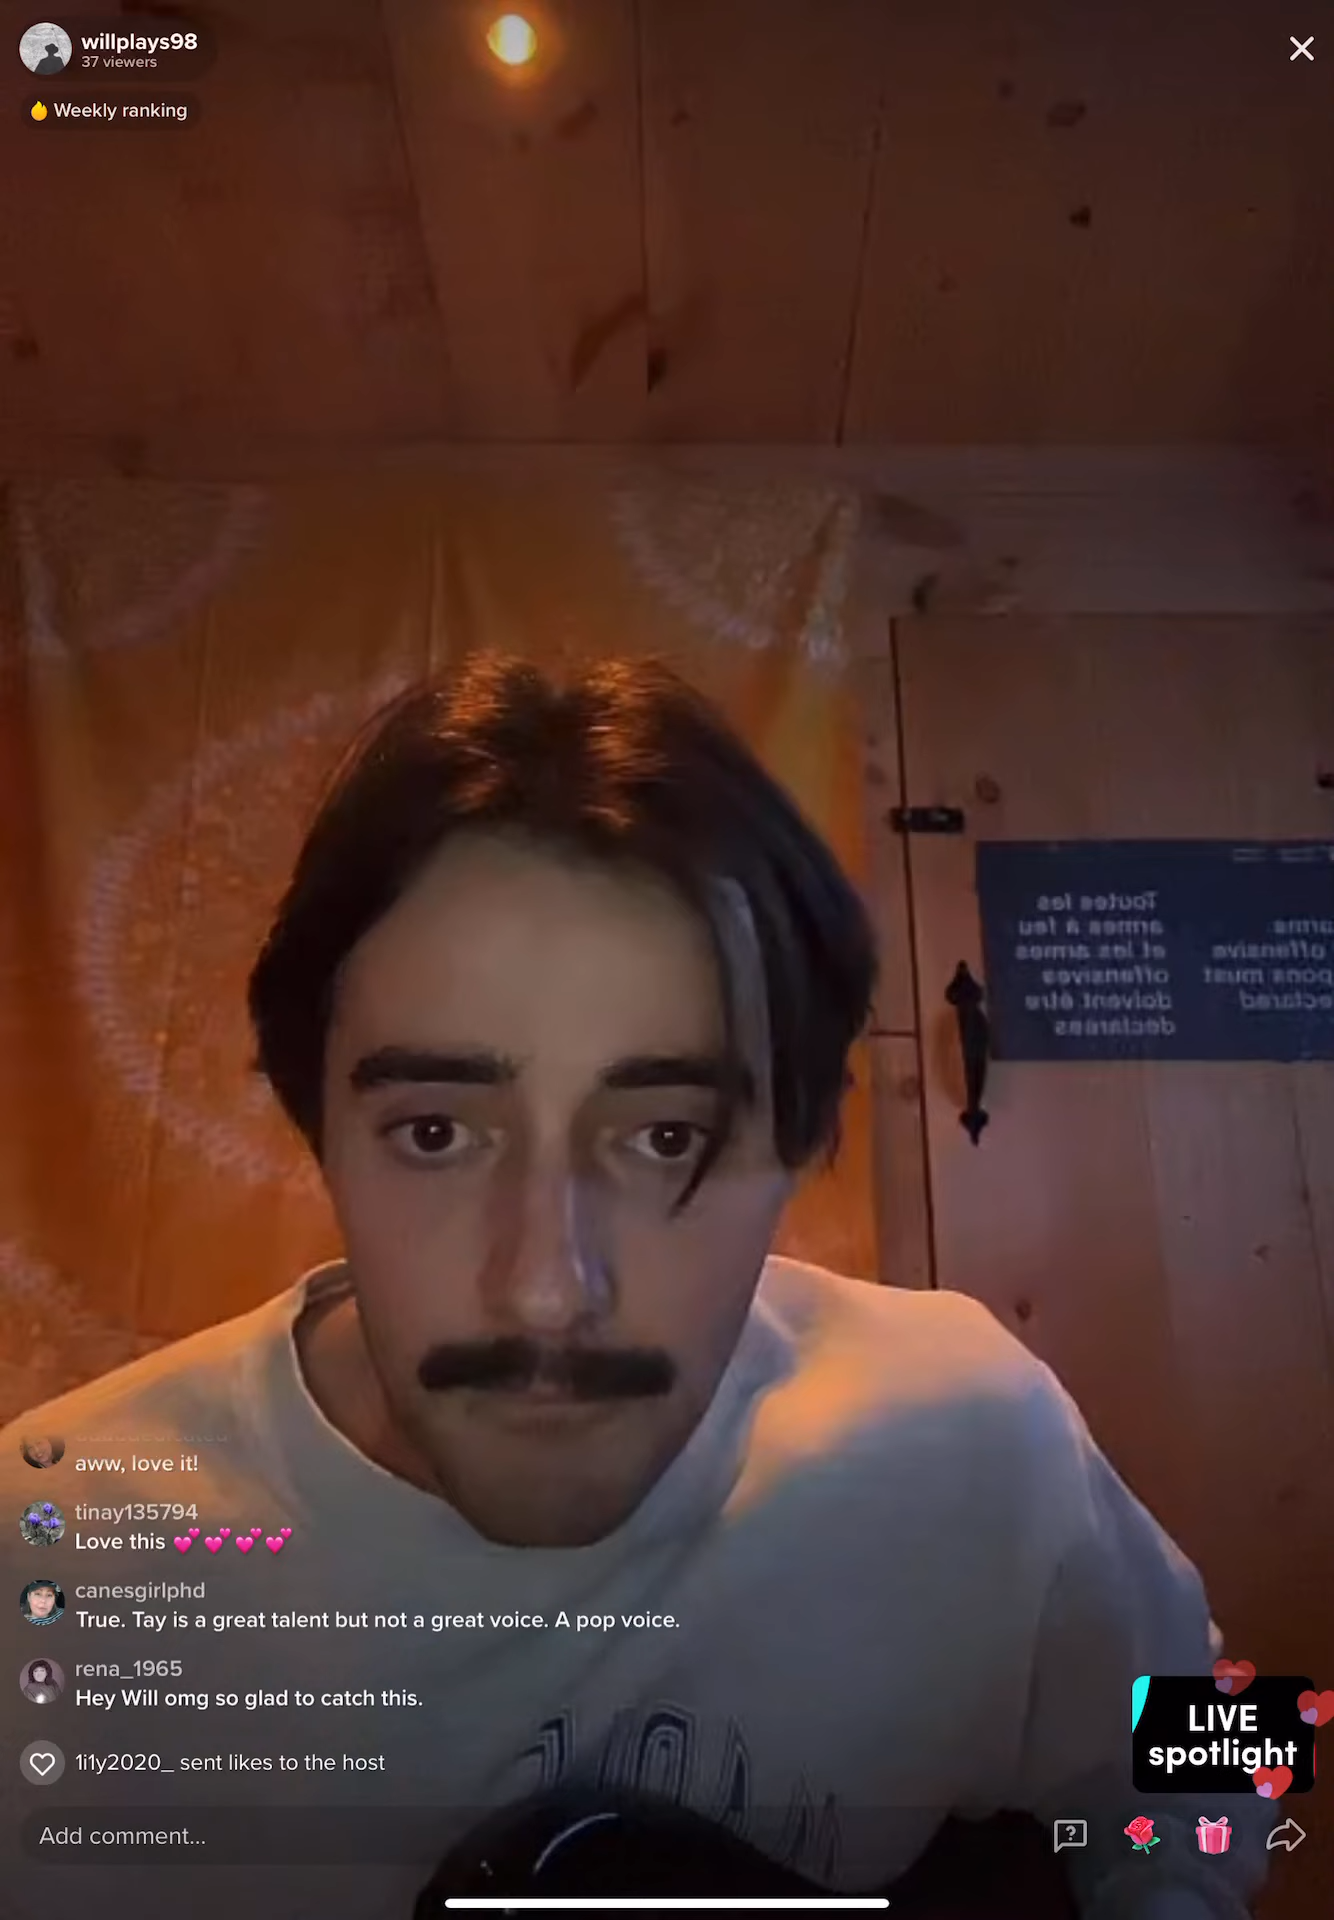 willplays98
37 viewers
Weekly ranking
Toutes les
armes à feu
et les armes
offensives
doivent être
déclarées
offensive
must
aww, love it!
tinay135794
Love this 💕💕💕💕
canesgirlphd
True. Tay is a great talent but not a great voice. A pop voice.
rena_1965
Hey Will omg so glad to catch this.
1i1y2020_ sent likes to the host
LIVE
spotlight
Add comment...